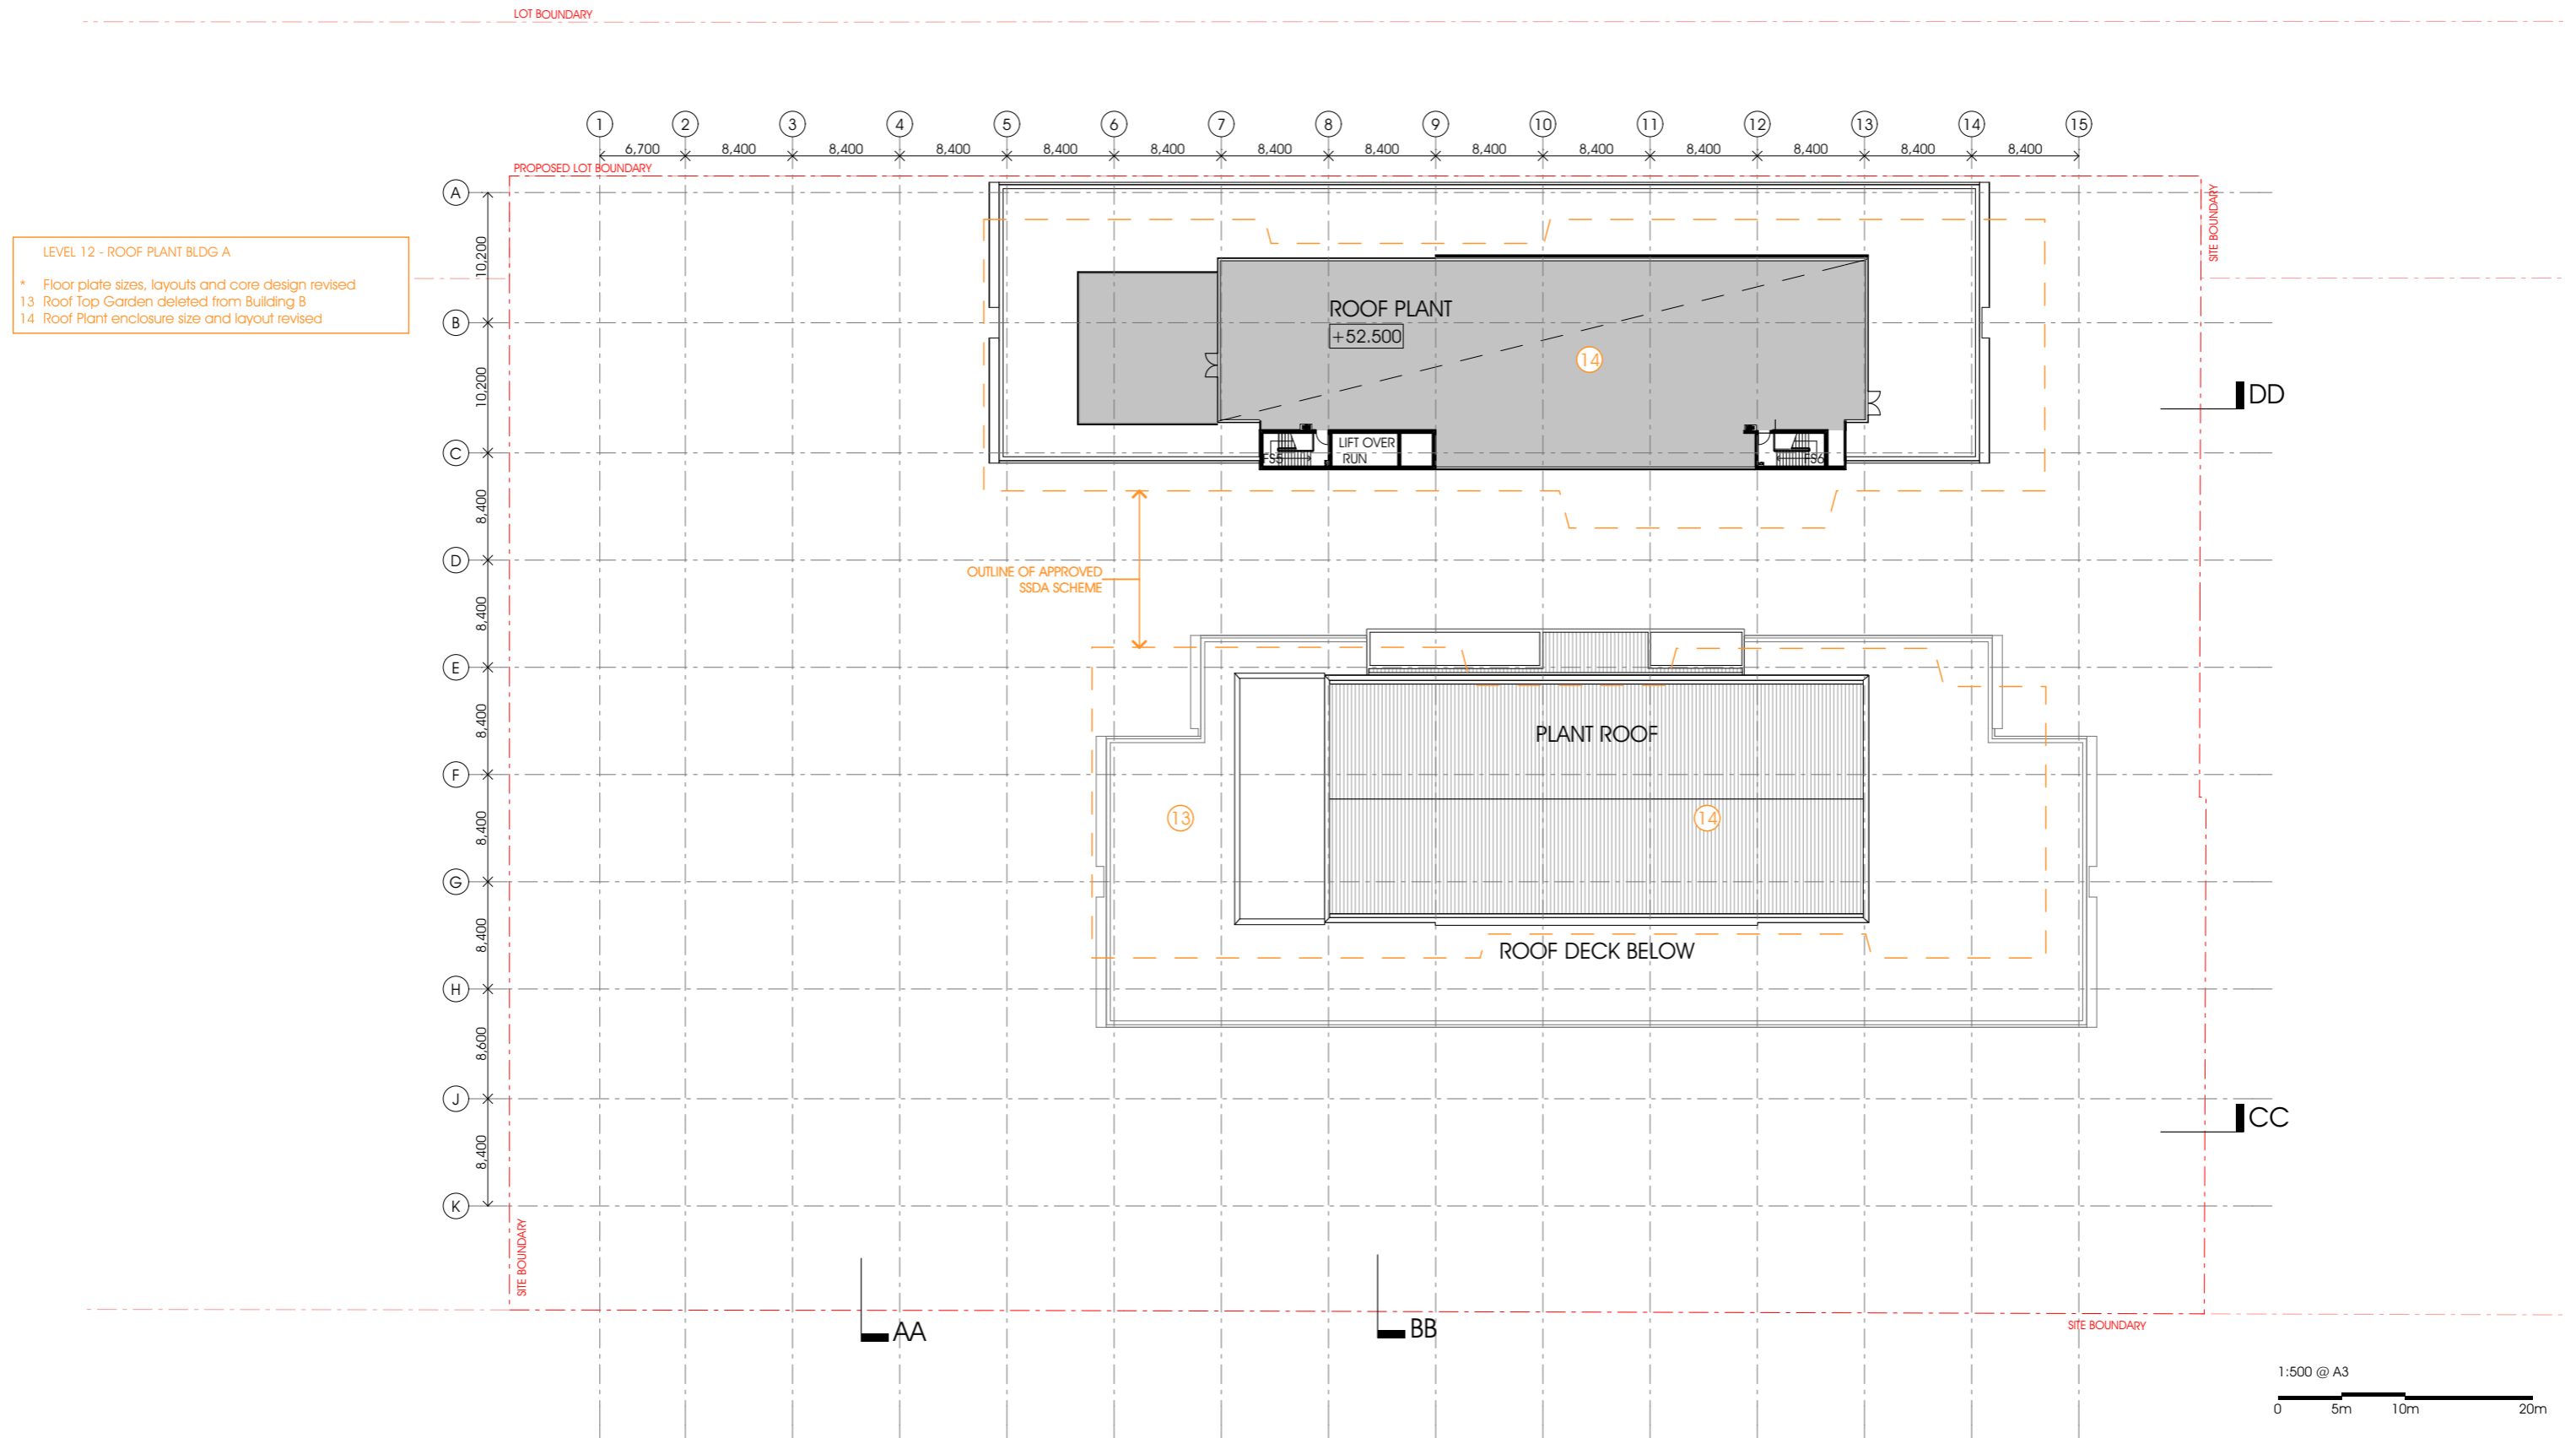 LOT BOUNDARY
1 2 3 4 5 6 7 8 9 10 11 12 13 14 15
6,700 8,400 8,400 8,400 8,400 8,400 8,400 8,400 8,400 8,400 8,400 8,400 8,400 8,400
PROPOSED LOT BOUNDARY
SITE BOUNDARY
A
10,200
B
10,200
C
8,400
D
8,400
E
8,400
F
8,400
G
8,400
H
8,600
J
8,400
K
LEVEL 12 - ROOF PLANT BLDG A
* Floor plate sizes, layouts and core design revised
13 Roof Top Garden deleted from Building B
14 Roof Plant enclosure size and layout revised
ROOF PLANT
+52.500
14
DD
LIFT OVER
RUN
FS5
FS6
OUTLINE OF APPROVED
SSDA SCHEME
PLANT ROOF
13
14
ROOF DECK BELOW
CC
SITE BOUNDARY
AA
BB
SITE BOUNDARY
1:500 @ A3
0 5m 10m 20m